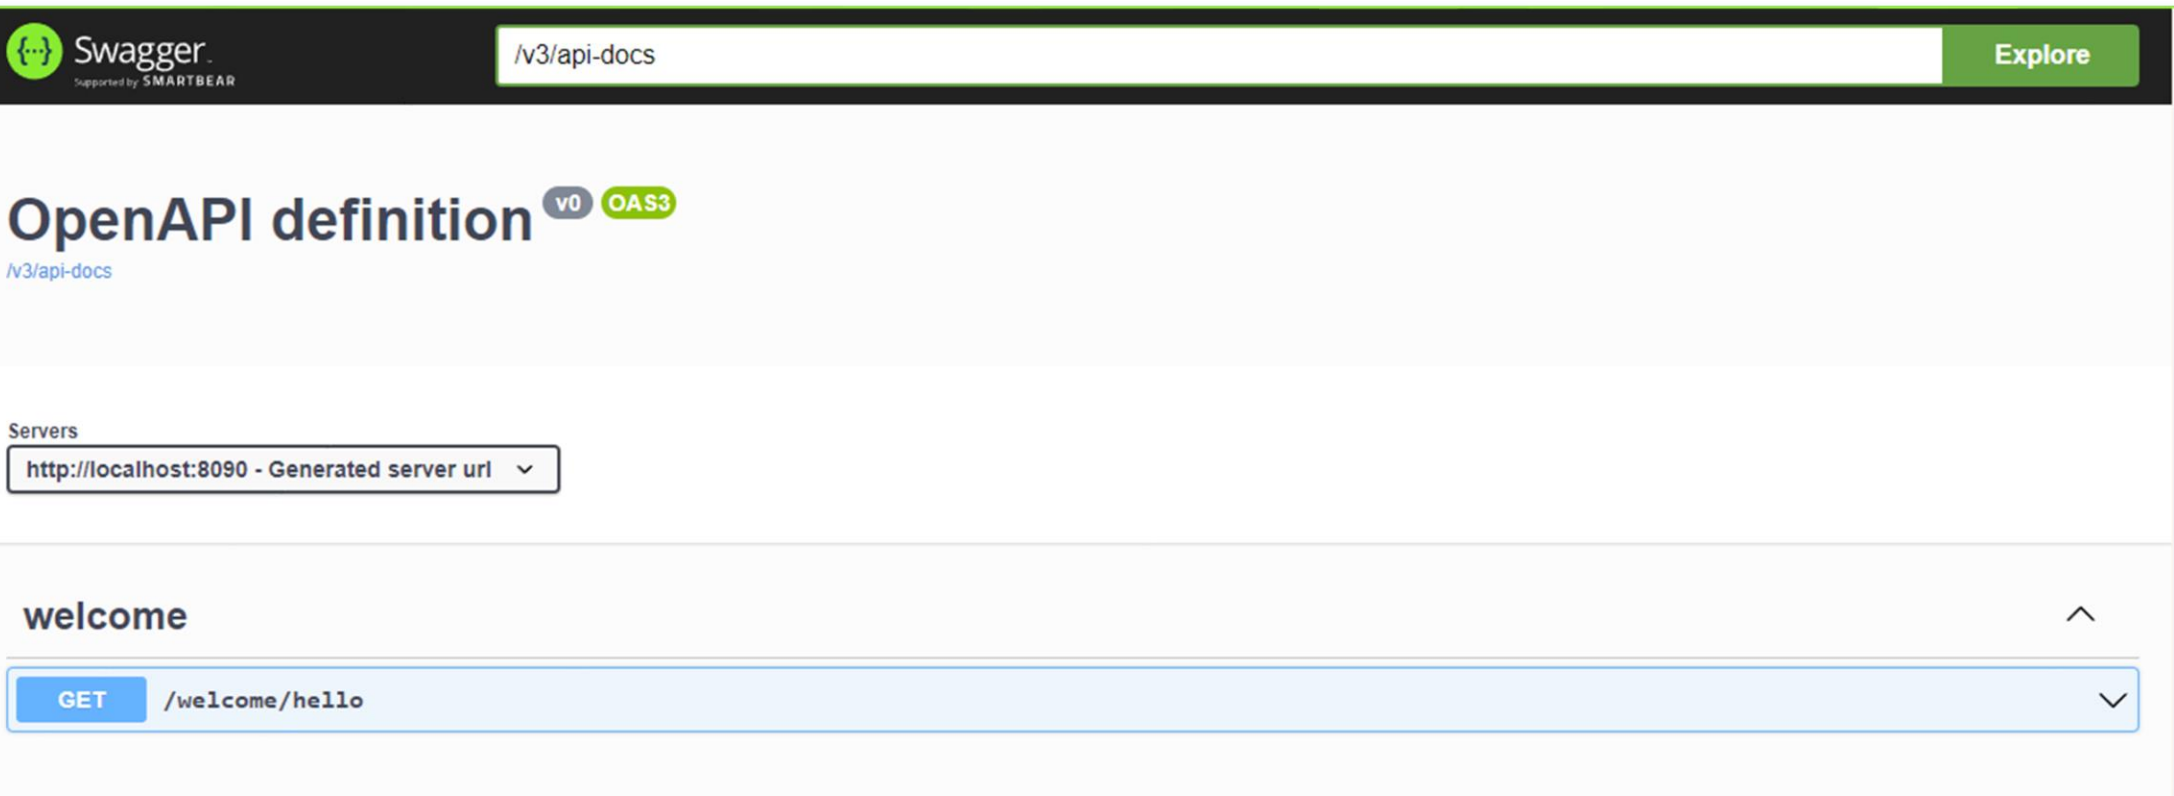 {···} Swagger.
Supported by SMARTBEAR
/v3/api-docs
Explore
OpenAPI definition v0 OAS3
/v3/api-docs
Servers
http://localhost:8090 - Generated server url
welcome
GET /welcome/hello